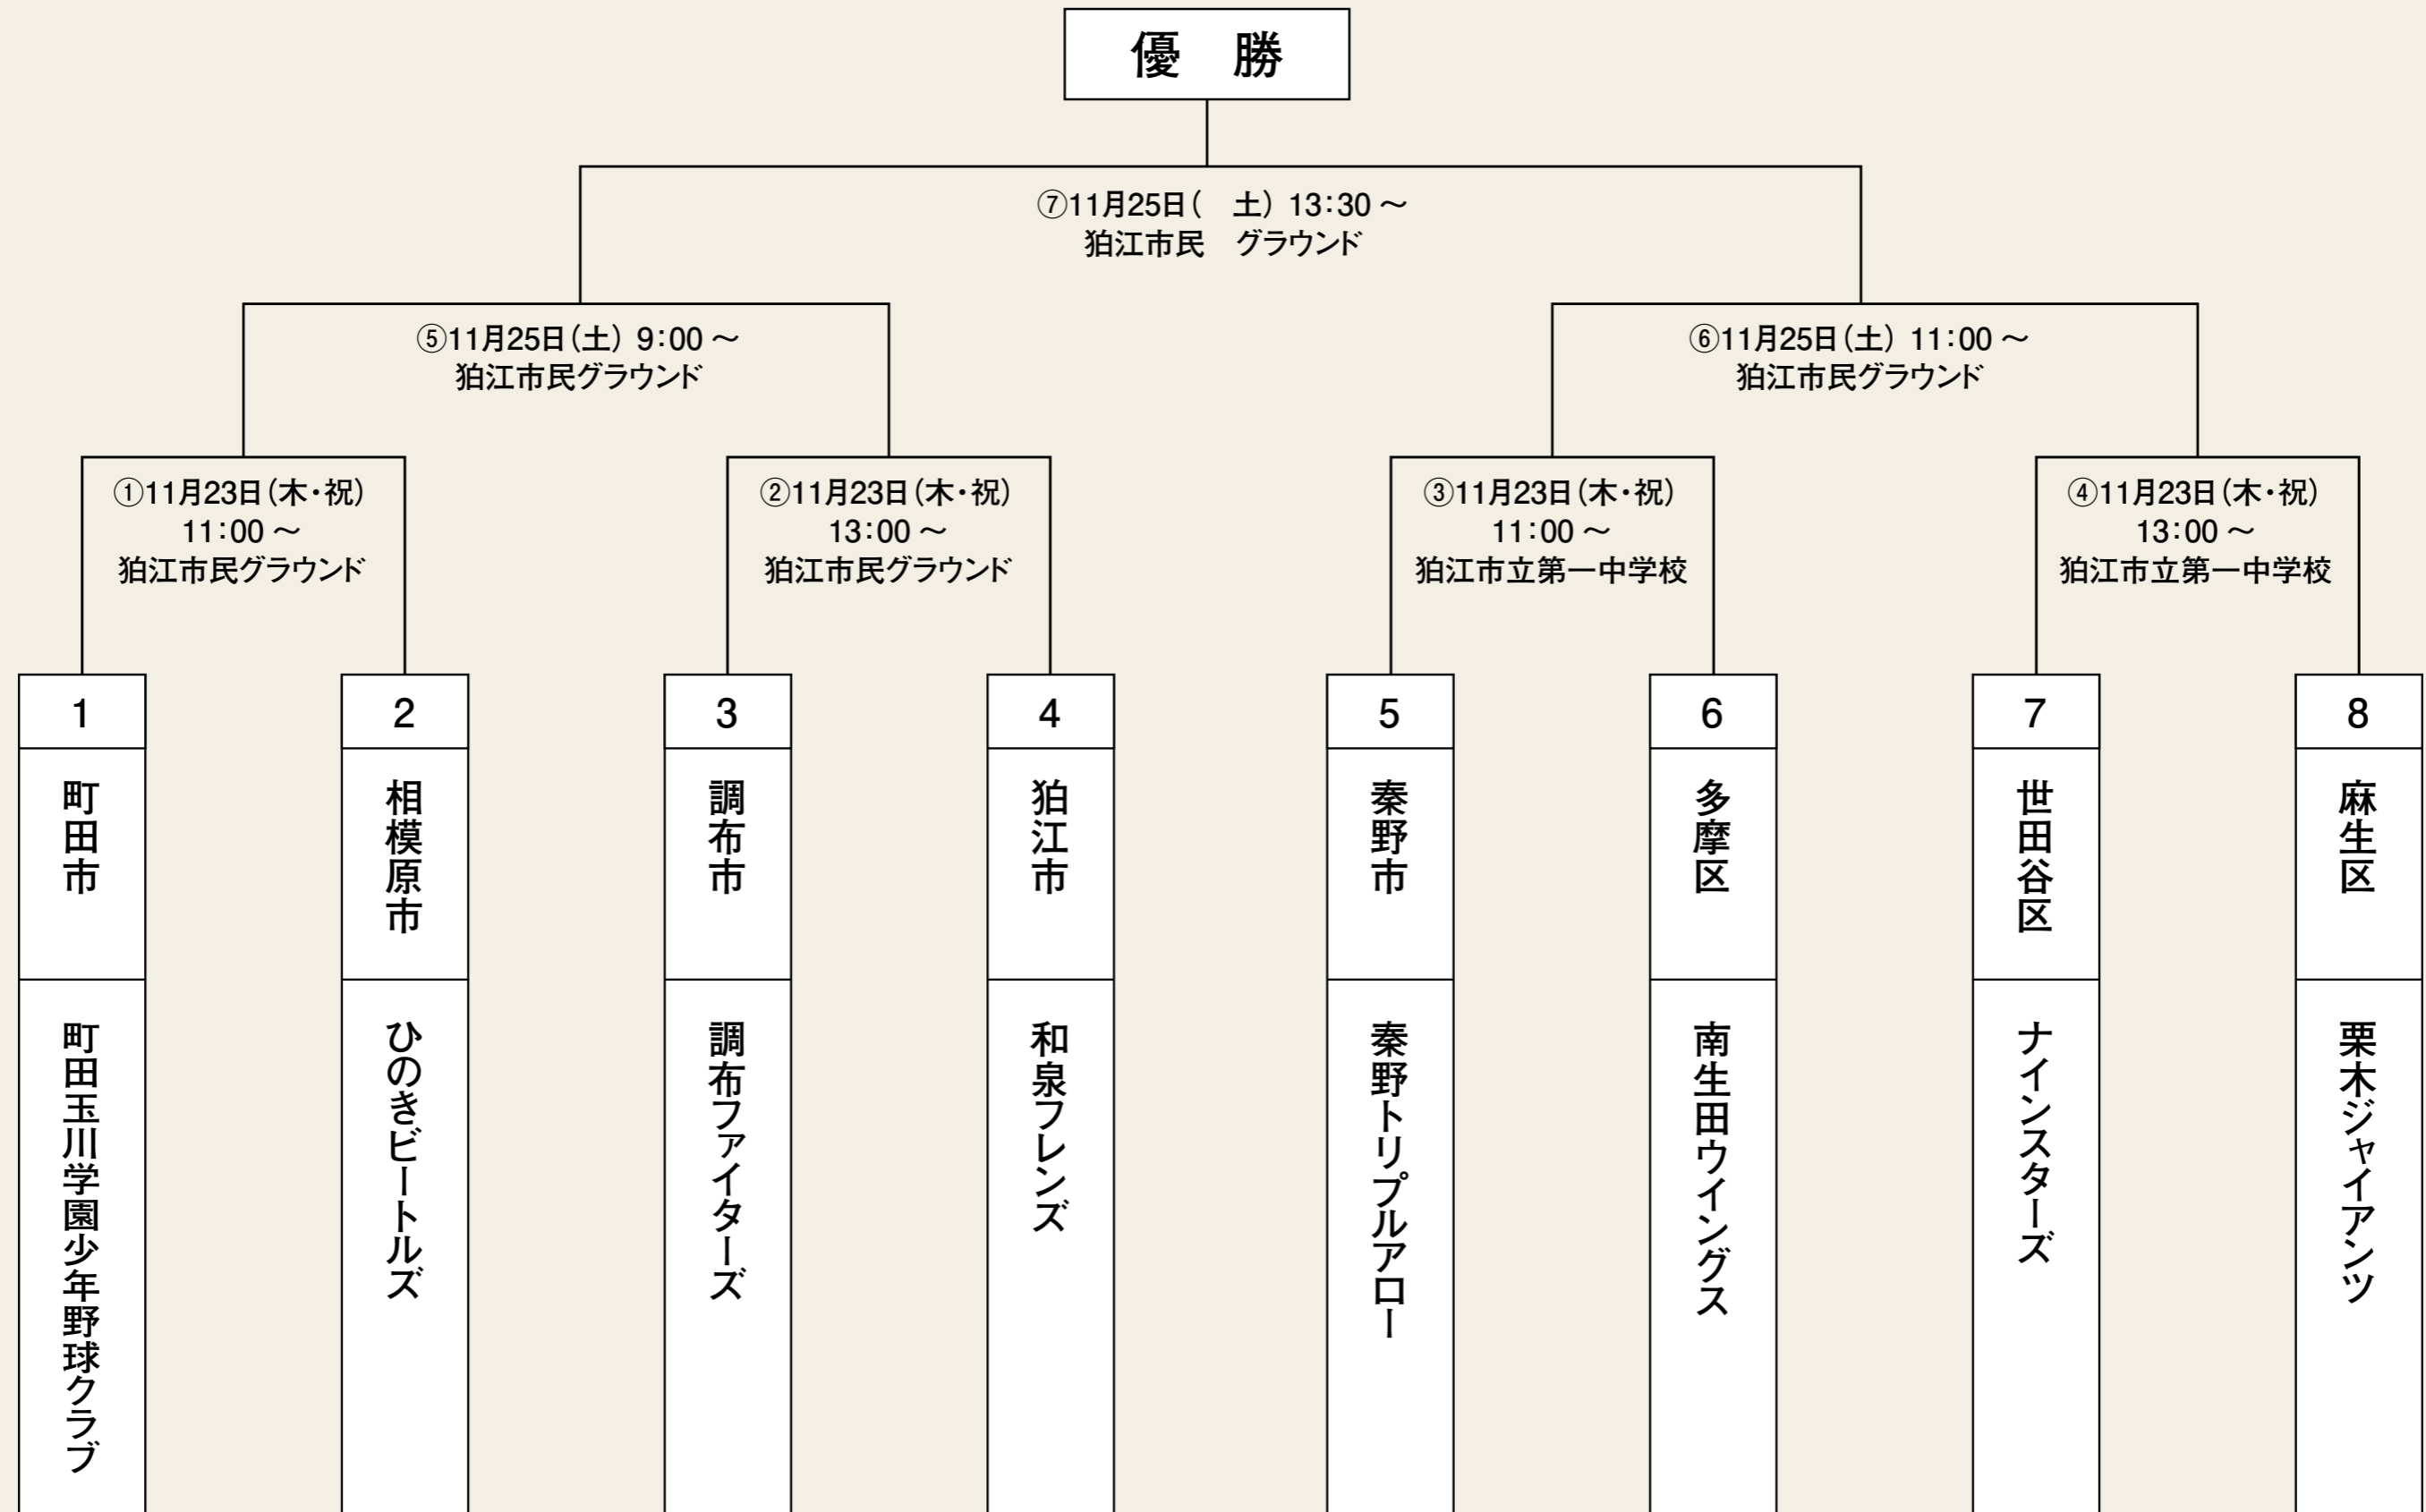 優　勝
⑦11月25日(　土) 13:30～
狛江市民　グラウンド
⑤11月25日(土) 9:00～
狛江市民グラウンド
⑥11月25日(土) 11:00～
狛江市民グラウンド
①11月23日(木・祝)
11:00～
狛江市民グラウンド
②11月23日(木・祝)
13:00～
狛江市民グラウンド
③11月23日(木・祝)
11:00～
狛江市立第一中学校
④11月23日(木・祝)
13:00～
狛江市立第一中学校
1
町田市
町田玉川学園少年野球クラブ
2
相模原市
ひのきビートルズ
3
調布市
調布ファイターズ
4
狛江市
和泉フレンズ
5
秦野市
秦野トリプルアロー
6
多摩区
南生田ウイングス
7
世田谷区
ナインスターズ
8
麻生区
栗木ジャイアンツ